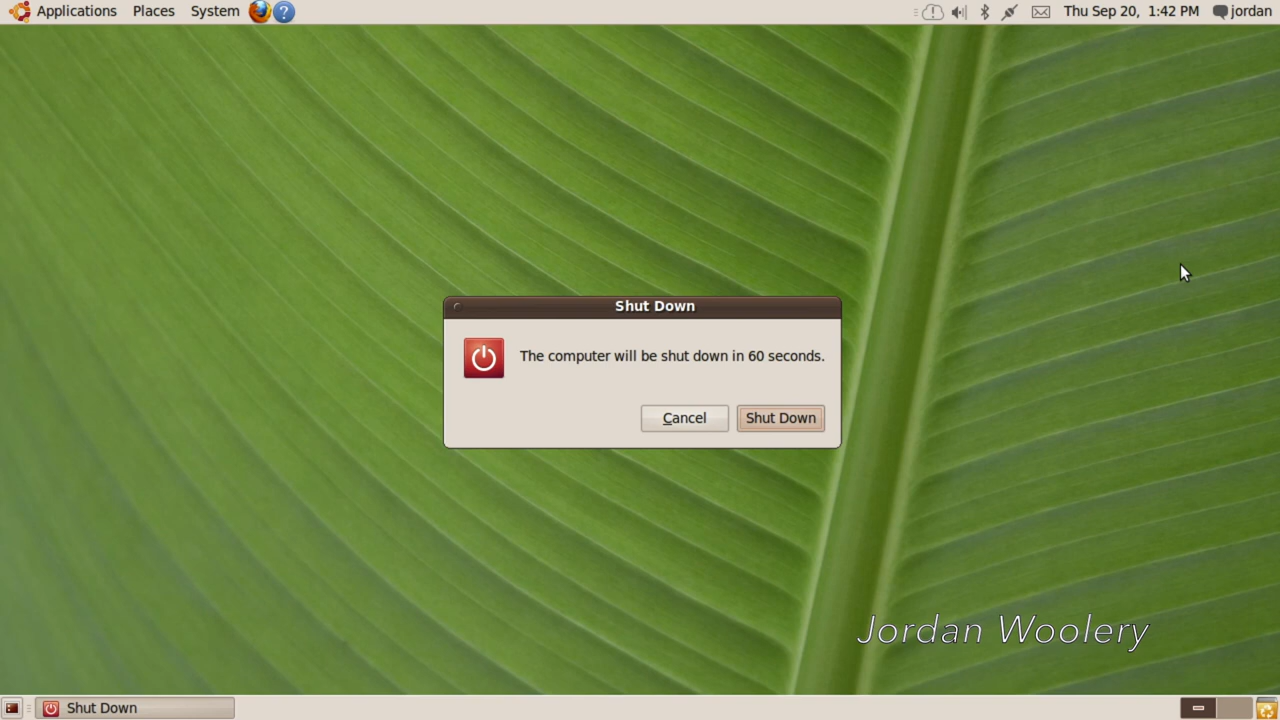 Applications Places System
Thu Sep 20, 1:42 PM jordan
Shut Down
The computer will be shut down in 60 seconds.
Cancel Shut Down
Jordan Woolery
Shut Down